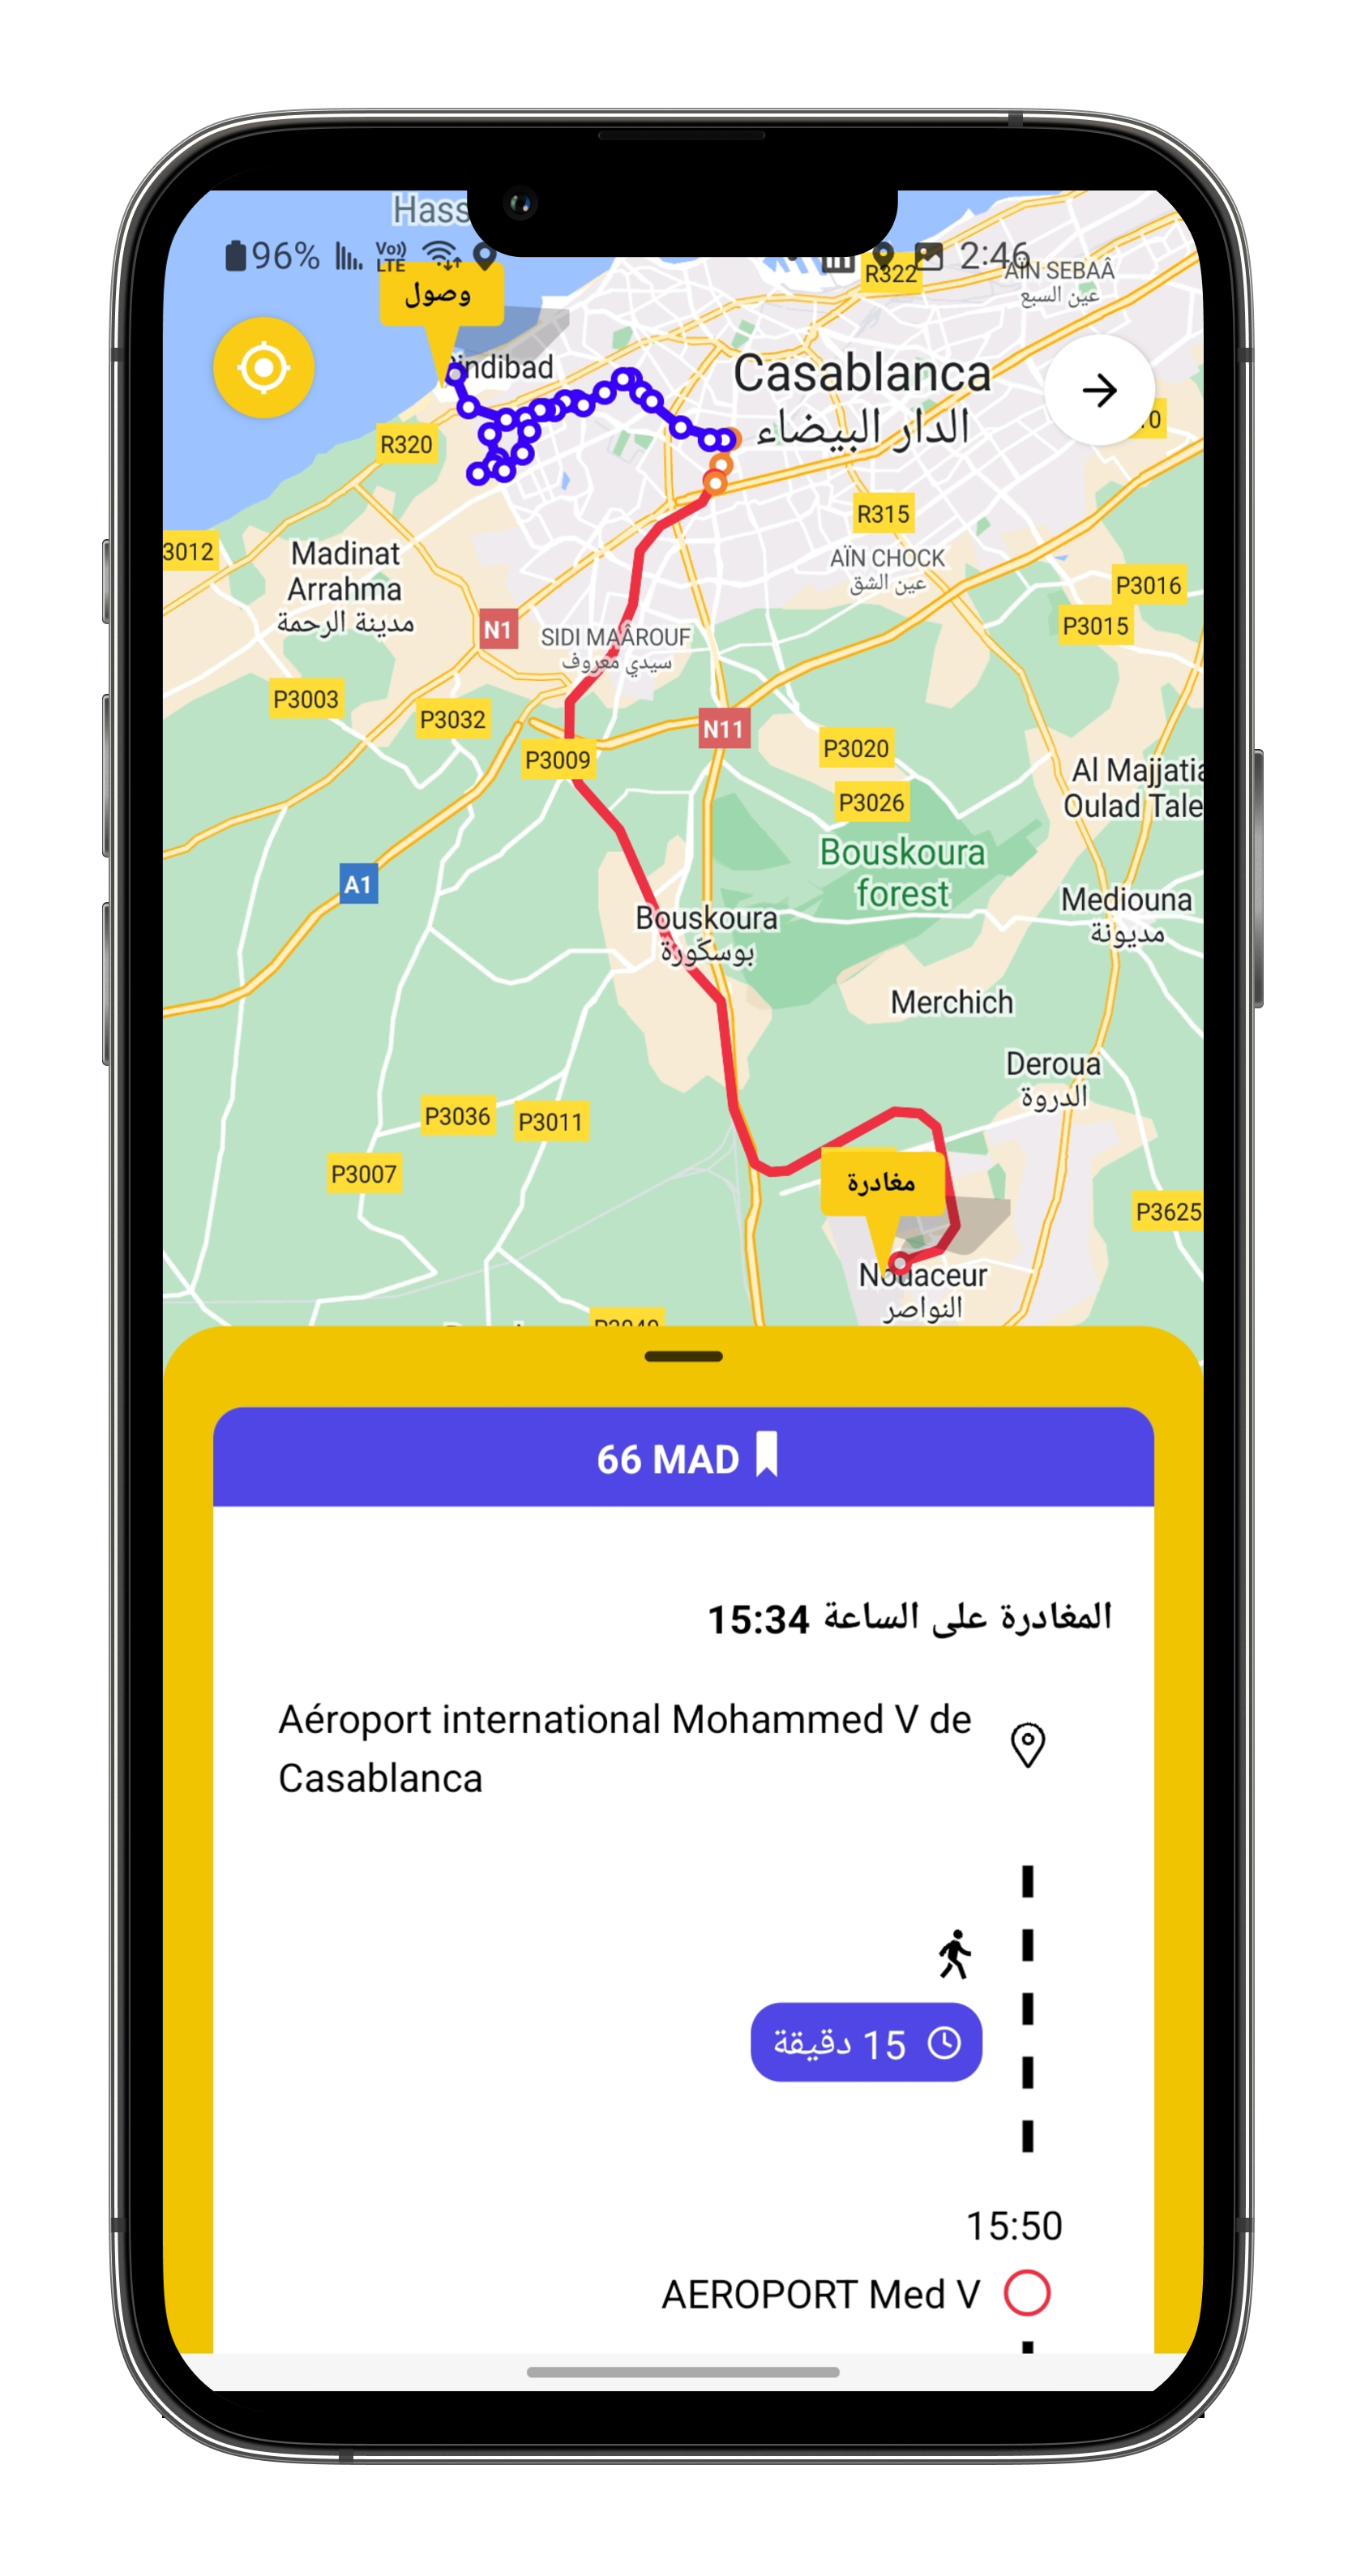 Hass
96%
Vo))
LTE
2:46
R322
AÏN SEBAÂ
عين السبع
وصول
Sindibad
Casablanca
الدار البيضاء
R320
R315
3012
Madinat
Arrahma
مدينة الرحمة
AÏN CHOCK
عين الشق
P3016
P3015
N1
SIDI MAÂROUF
سيدي معروف
P3003
P3032
N11
P3009
P3020
P3026
Al Majjatia
Oulad Tale
Bouskoura
forest
A1
Mediouna
مديونة
Bouskoura
بوسكورة
Merchich
Deroua
الدروة
P3036
P3011
P3007
مغادرة
P3625
Nouaceur
النواصر
66 MAD
المغادرة على الساعة 15:34
Aéroport international Mohammed V de
Casablanca
15 دقيقة
15:50
AEROPORT Med V